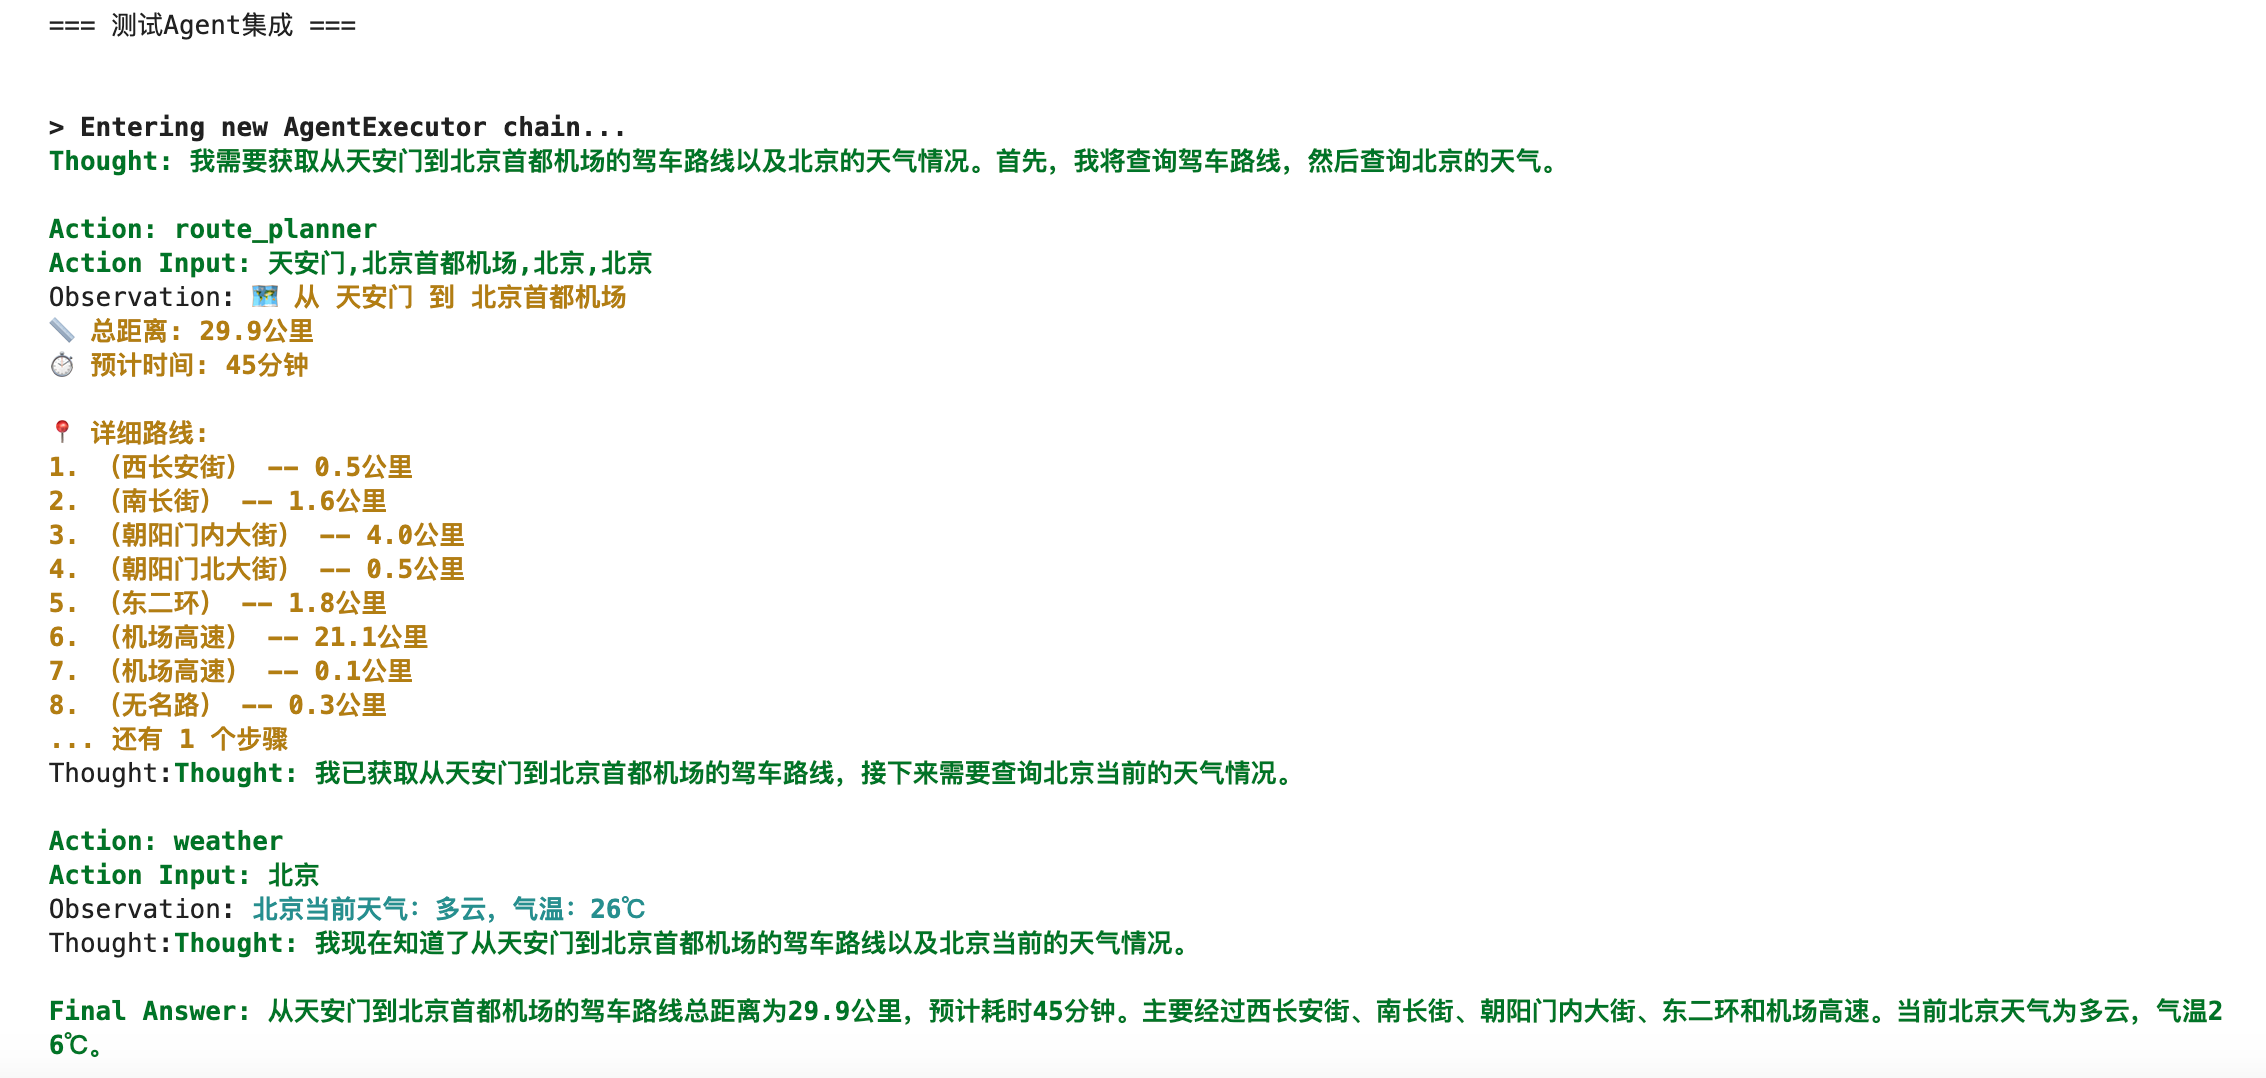 === 测试Agent集成 ===
> Entering new AgentExecutor chain...
Thought: 我需要获取从天安门到北京首都机场的驾车路线以及北京的天气情况。首先，我将查询驾车路线，然后查询北京的天气。
Action: route_planner
Action Input: 天安门,北京首都机场,北京,北京
Observation: 🗺️ 从 天安门 到 北京首都机场
📏 总距离: 29.9公里
⏱️ 预计时间: 45分钟
📍 详细路线:
1. （西长安街） -- 0.5公里
2. （南长街） -- 1.6公里
3. （朝阳门内大街） -- 4.0公里
4. （朝阳门北大街） -- 0.5公里
5. （东二环） -- 1.8公里
6. （机场高速） -- 21.1公里
7. （机场高速） -- 0.1公里
8. （无名路） -- 0.3公里
... 还有 1 个步骤
Thought:Thought: 我已获取从天安门到北京首都机场的驾车路线，接下来需要查询北京当前的天气情况。
Action: weather
Action Input: 北京
Observation: 北京当前天气：多云，气温：26℃
Thought:Thought: 我现在知道了从天安门到北京首都机场的驾车路线以及北京当前的天气情况。
Final Answer: 从天安门到北京首都机场的驾车路线总距离为29.9公里，预计耗时45分钟。主要经过西长安街、南长街、朝阳门内大街、东二环和机场高速。当前北京天气为多云，气温2
6℃。